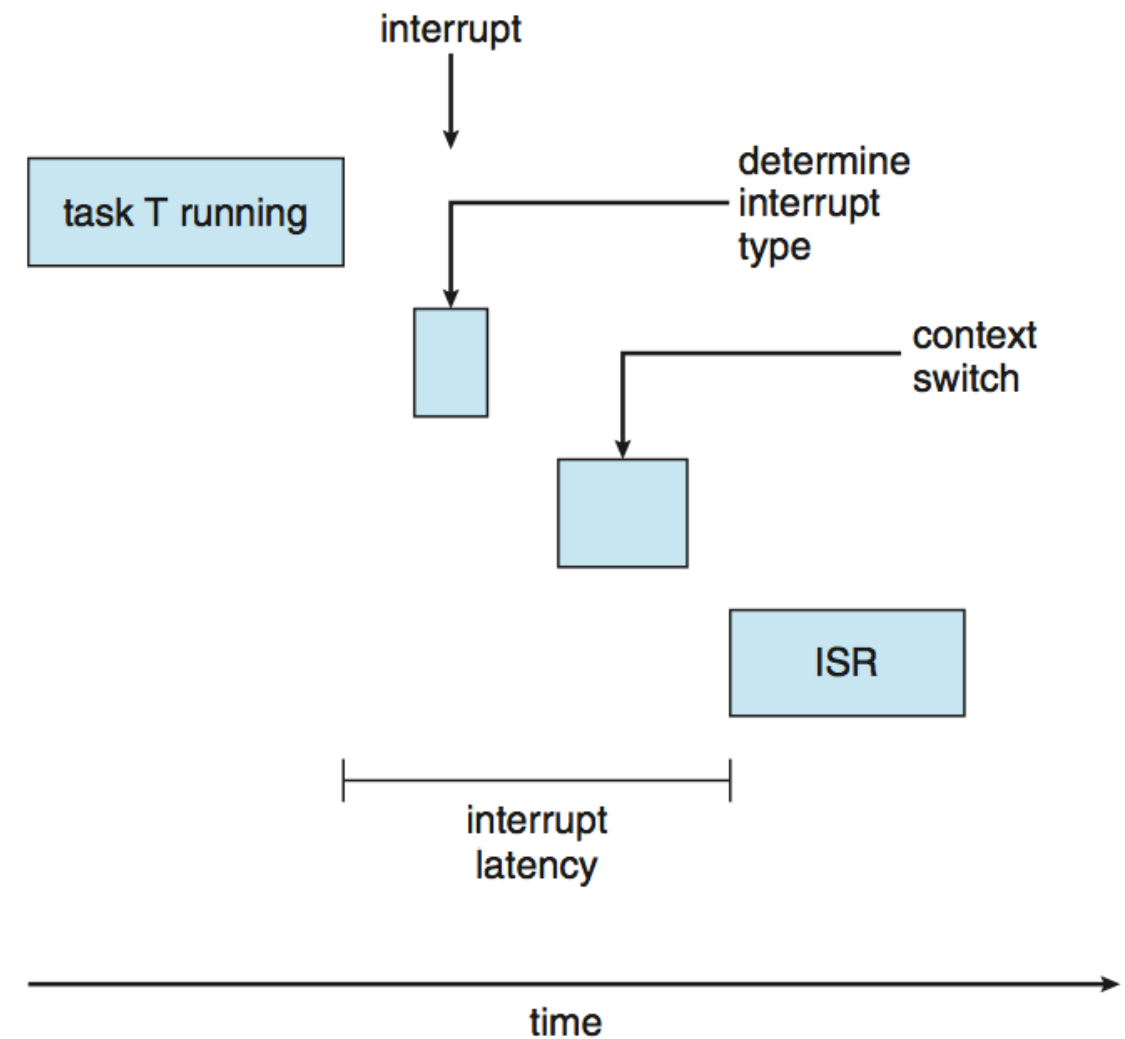 interrupt
task T running
determine
interrupt
type
context
switch
ISR
interrupt
latency
time